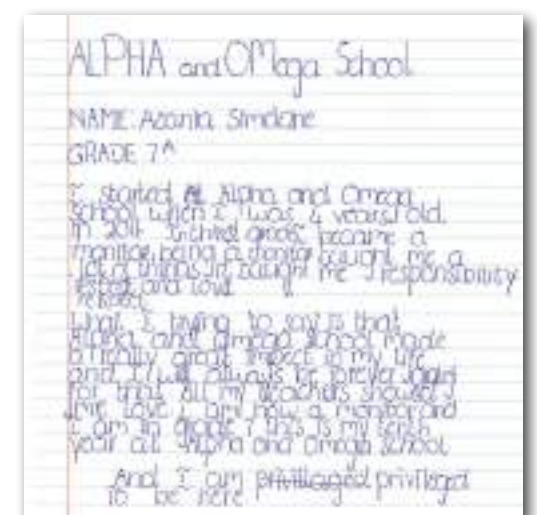 ALPHA and OMega School
NAME: Azania Simelane
GRADE 7A
I started At Alpha and Omega
School when I was 4 years old.
In 201 grade became a
monitor being a monitor taught me a
lot of things it taught me responsibility
respect and love
What I trying to say is that
Alpha and omega School made
a really great impact in my life
and I will always be
for that all my teachers showed
me love I am now a monitor and
I am in grade 7 this is my tenth
year at Alpha and Omega School
And I am privileged
to be here